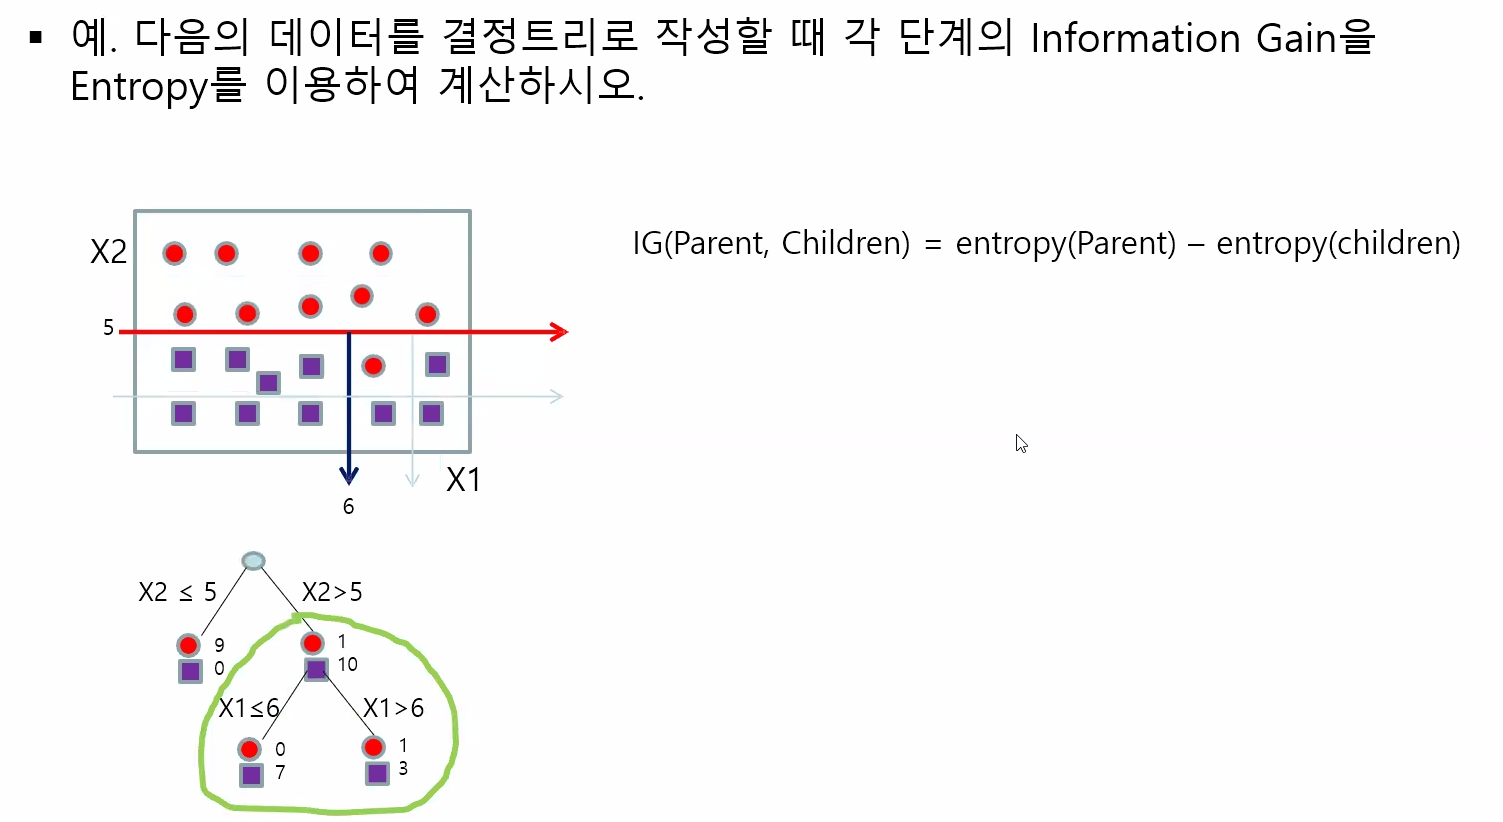 예. 다음의 데이터를 결정트리로 작성할 때 각 단계의 Information Gain을
Entropy를 이용하여 계산하시오.
IG(Parent, Children) = entropy(Parent) – entropy(children)
X2
5
X1
6
X2 ≤ 5
X2>5
9
0
1
10
X1≤6
X1>6
0
7
1
3